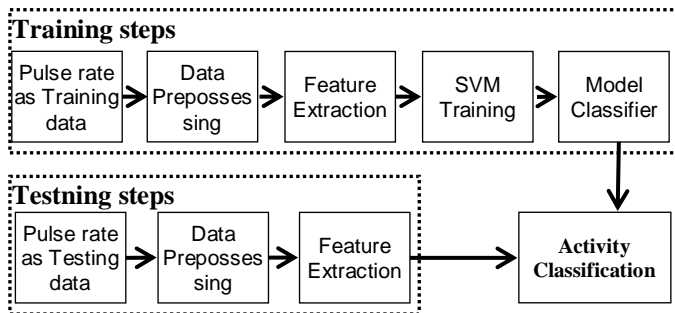 Training steps
Pulse rate
as Training
data
Data
Preposses
sing
Feature
Extraction
SVM
Training
Model
Classifier
Testning steps
Pulse rate
as Testing
data
Data
Preposses
sing
Feature
Extraction
Activity
Classification